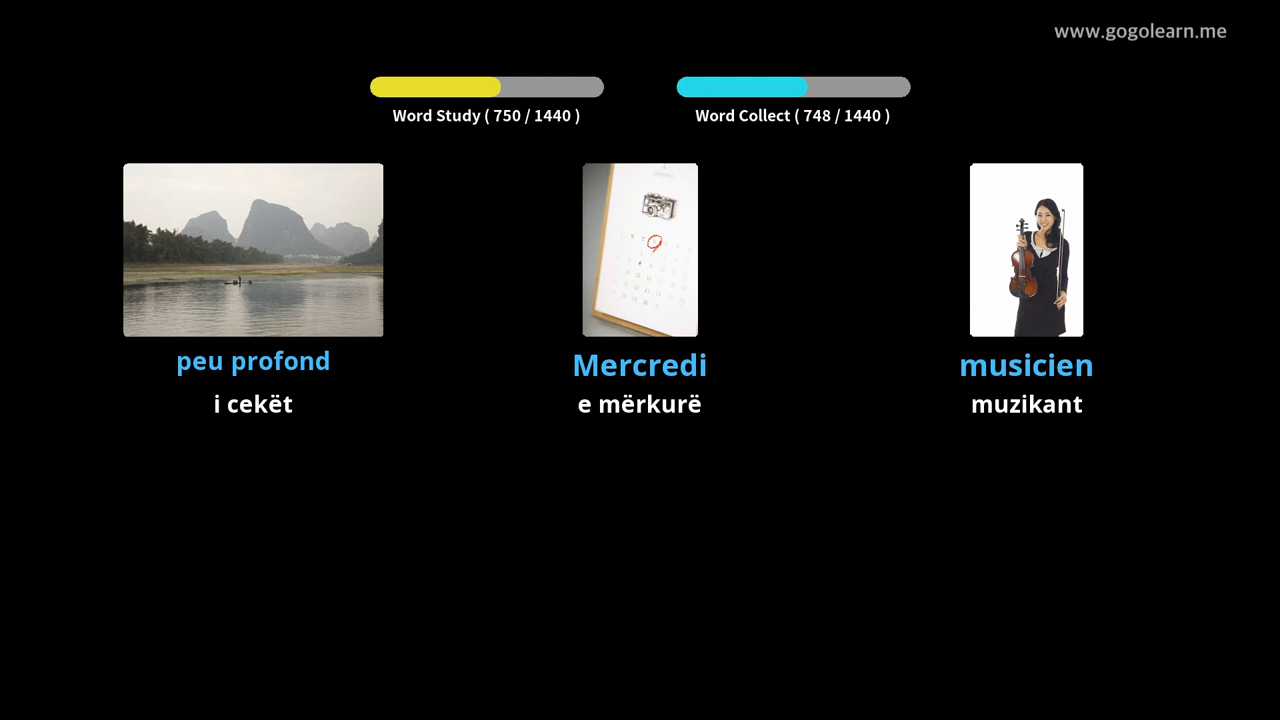 www.gogolearn.me
Word Study ( 750 / 1440 )
Word Collect ( 748 / 1440 )
peu profond
Mercredi
musicien
i cekët
e mërkurë
muzikant